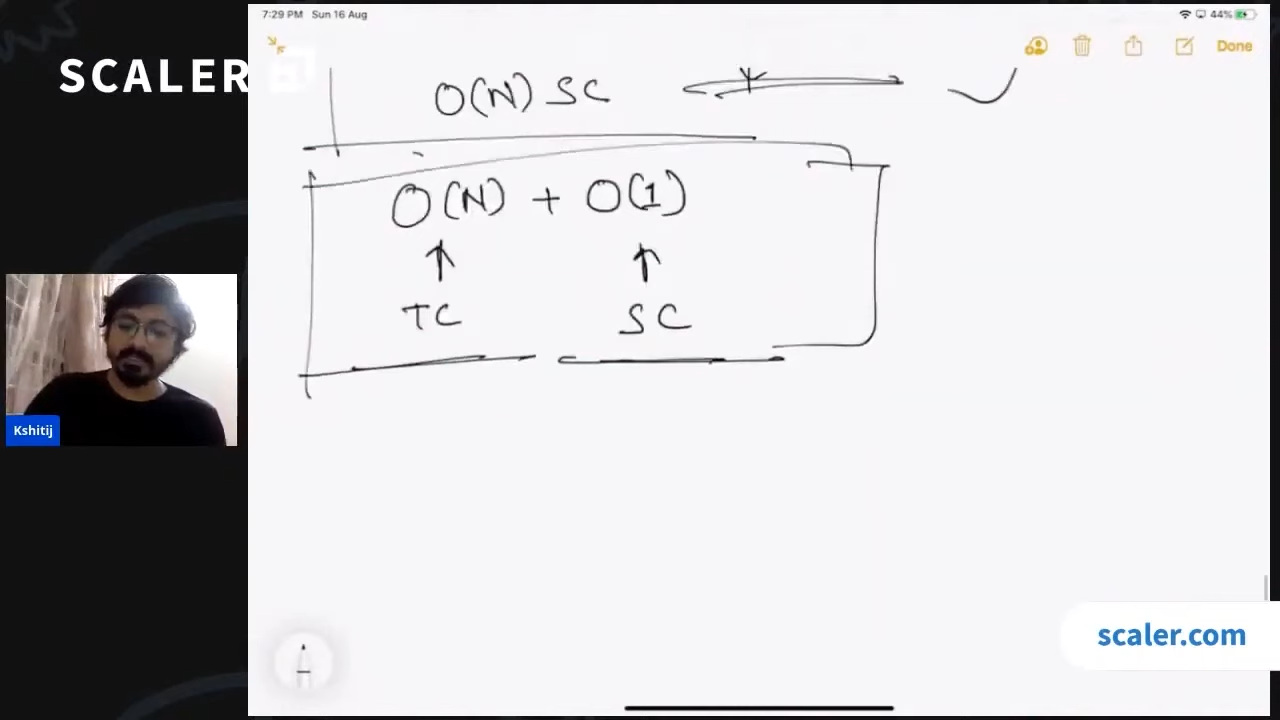 7:29 PM Sun 16 Aug
44%
SCALER
Done
O(N) SC
O(N) + O(1)
↑ ↑
TC SC
Kshitij
scaler.com